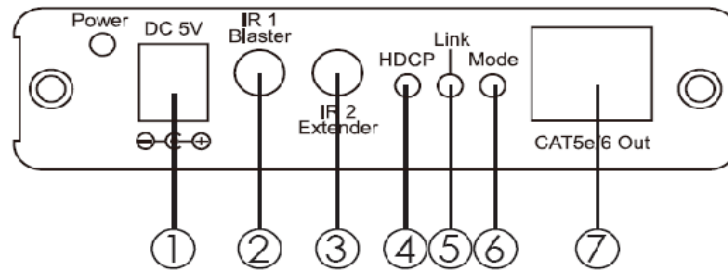 Power
DC 5V
IR 1
Blaster
IR 2
Extender
HDCP
Link
Mode
CAT5e/6 Out
1
2
3
4
5
6
7